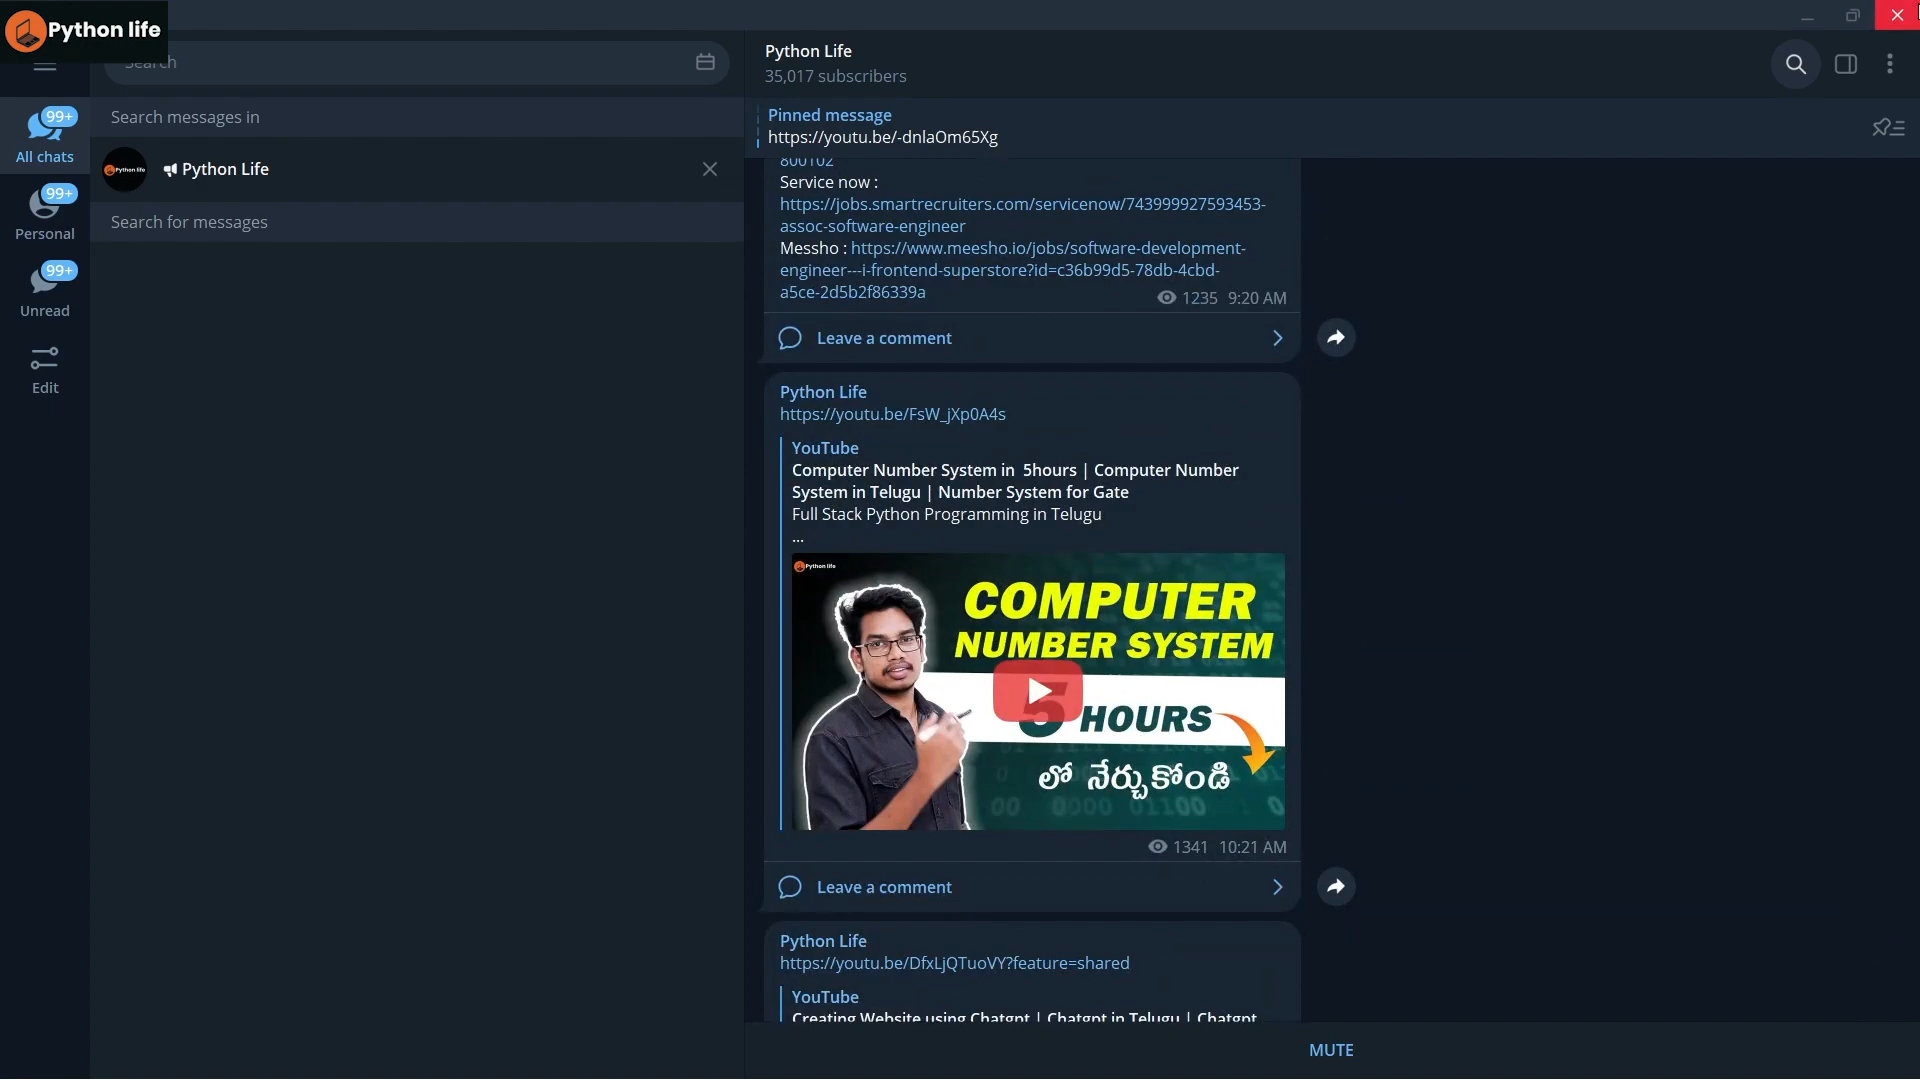 Python life
Search
Search messages in
Python life
Python Life
Search for messages
99+
All chats
99+
Personal
99+
Unread
Edit
Python Life
35,017 subscribers
Pinned message
https://youtu.be/-dnlaOm65Xg
800102
Service now :
https://jobs.smartrecruiters.com/servicenow/743999927593453-
assoc-software-engineer
Messho : https://www.meesho.io/jobs/software-development-
engineer---i-frontend-superstore?id=c36b99d5-78db-4cbd-
a5ce-2d5b2f86339a
1235 9:20 AM
Leave a comment
Python Life
https://youtu.be/FsW_jXp0A4s
YouTube
Computer Number System in 5hours | Computer Number
System in Telugu | Number System for Gate
Full Stack Python Programming in Telugu
...
Python life
COMPUTER
NUMBER SYSTEM
5 HOURS
లో నేర్చుకోండి
1341 10:21 AM
Leave a comment
Python Life
https://youtu.be/DfxLjQTuoVY?feature=shared
YouTube
Creating Website using Chatgpt | Chatgpt in Telugu | Chatgpt
MUTE